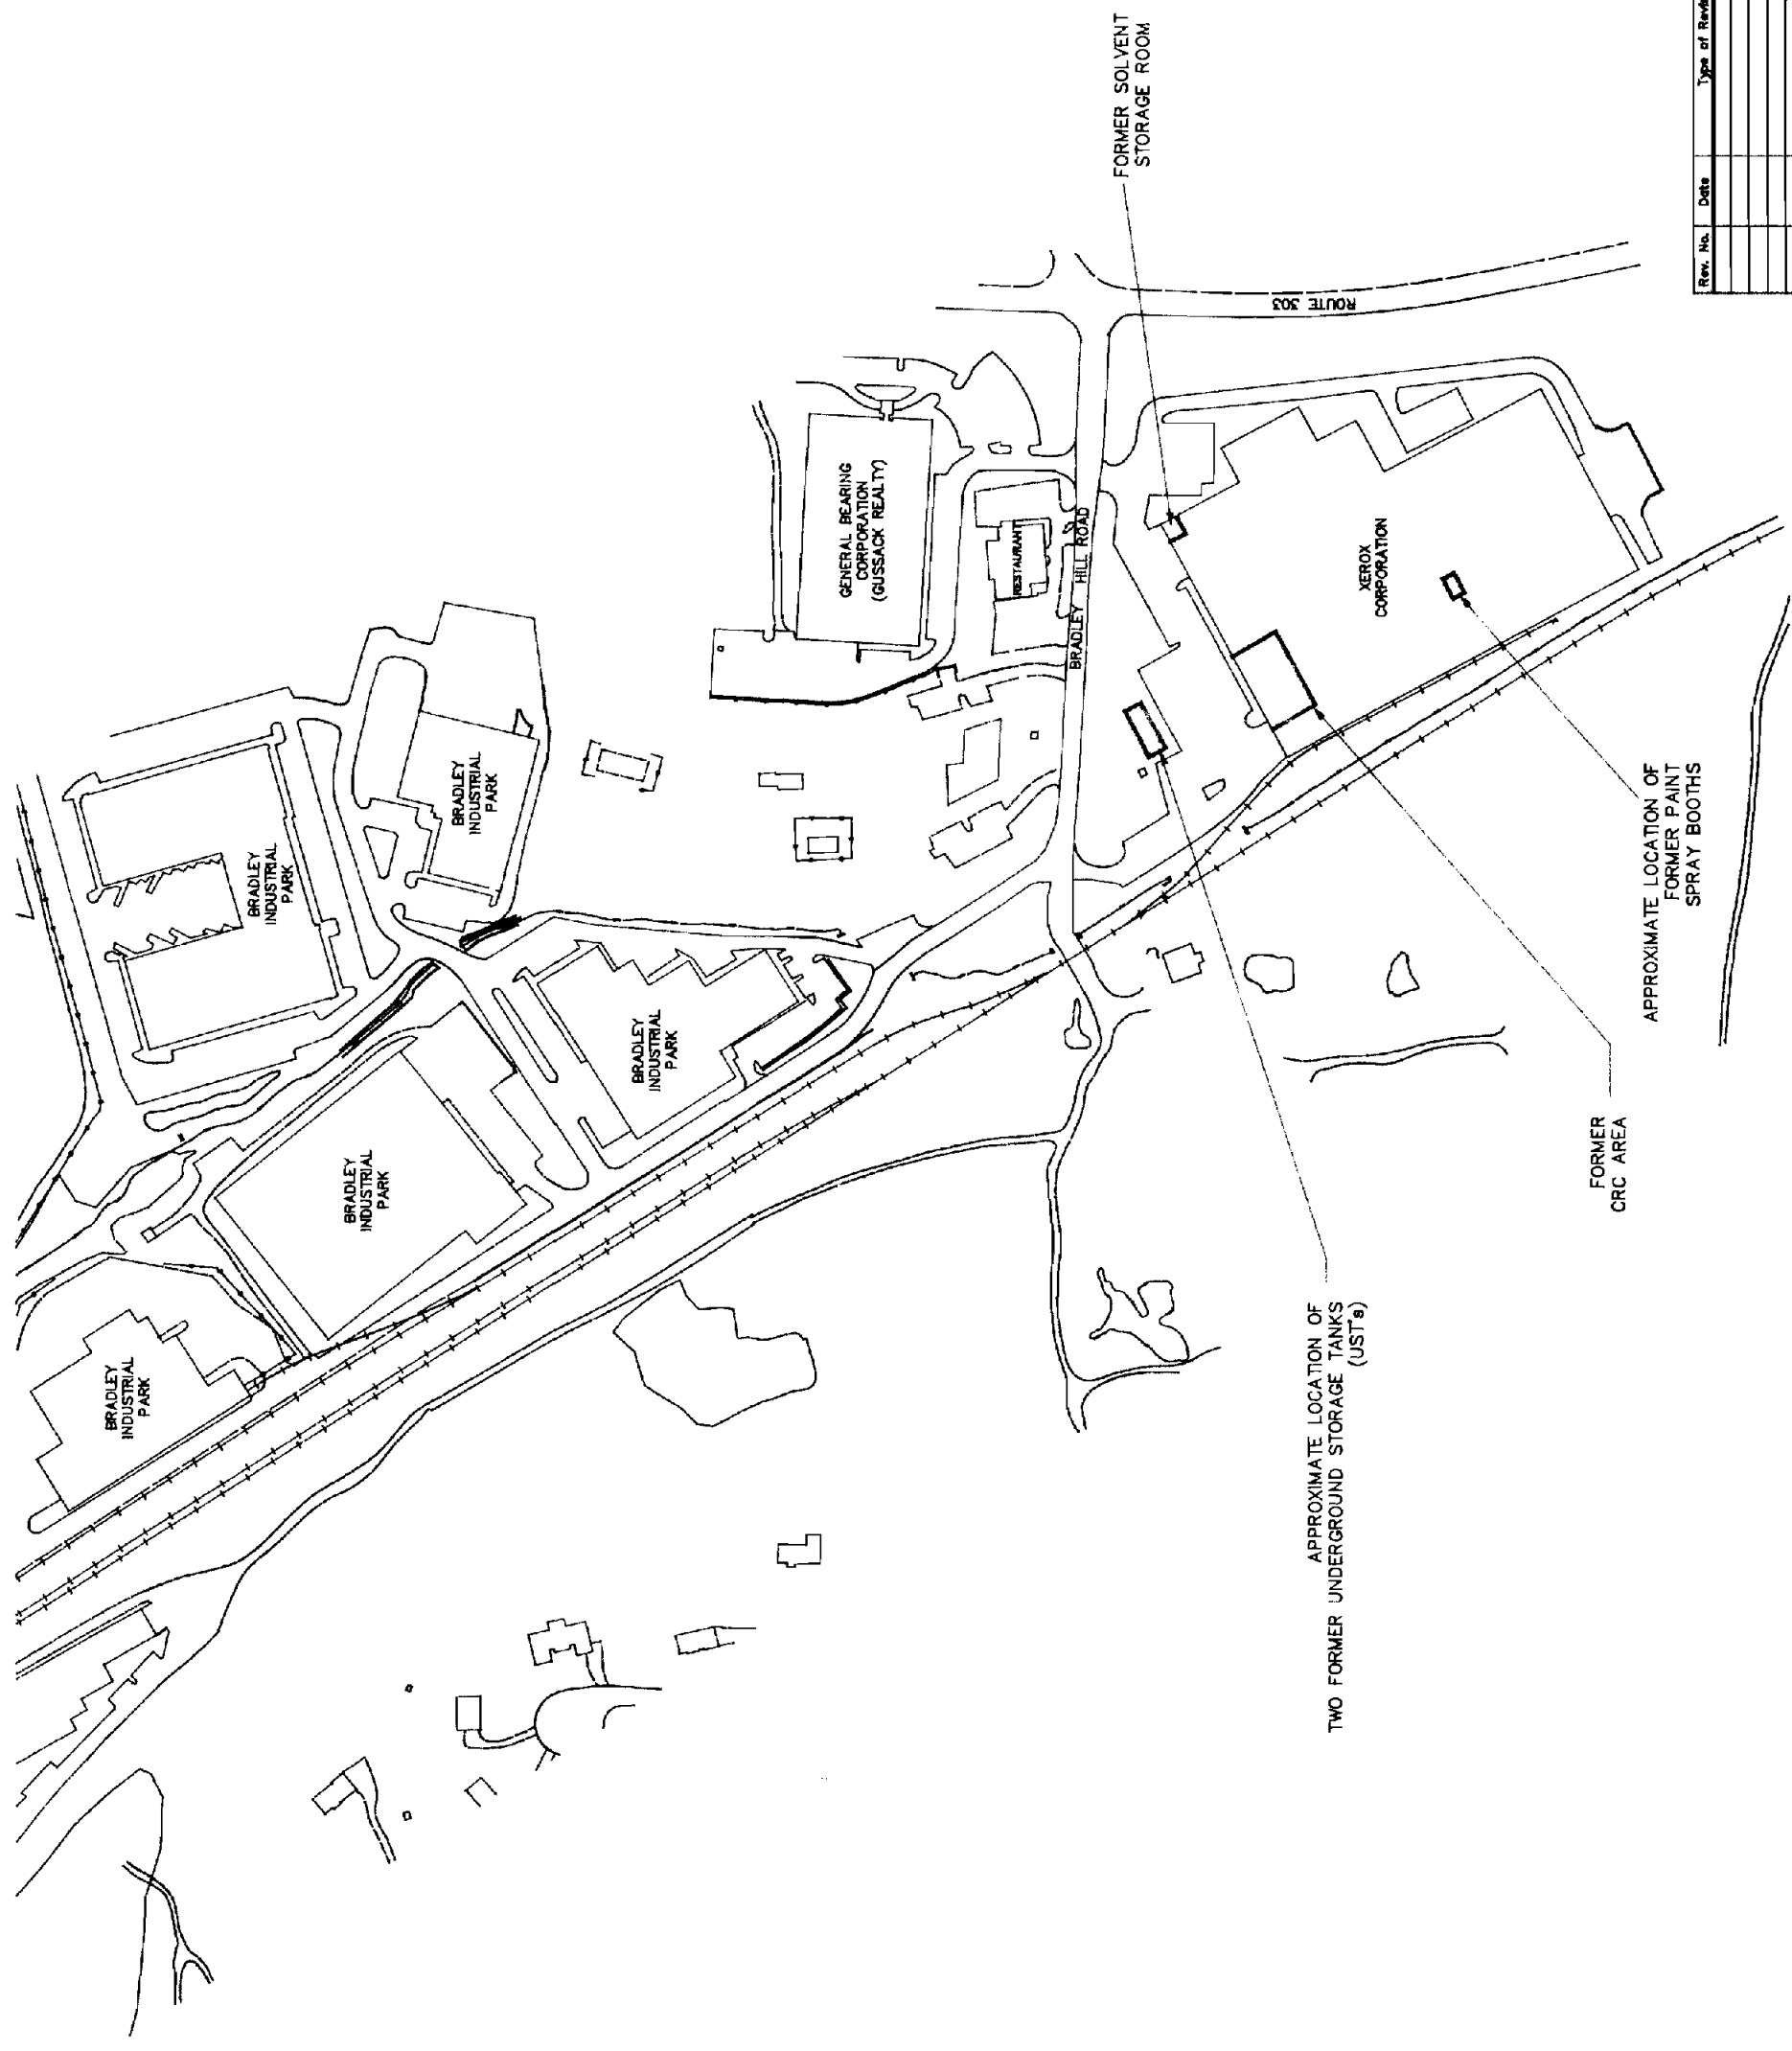 BRADLEY
INDUSTRIAL
PARK
BRADLEY
INDUSTRIAL
PARK
BRADLEY
INDUSTRIAL
PARK
BRADLEY
INDUSTRIAL
PARK
BRADLEY
INDUSTRIAL
PARK
GENERAL BEARING
CORPORATION
(GUSSACK REALTY)
RESTAURANT
BRADLEY HILL ROAD
ROUTE 303
FORMER SOLVENT
STORAGE ROOM
XEROX
CORPORATION
APPROXIMATE LOCATION OF
TWO FORMER UNDERGROUND STORAGE TANKS
(UST's)
FORMER
CRC AREA
APPROXIMATE LOCATION OF
FORMER PAINT
SPRAY BOOTHS
Rev. No. Date Type of